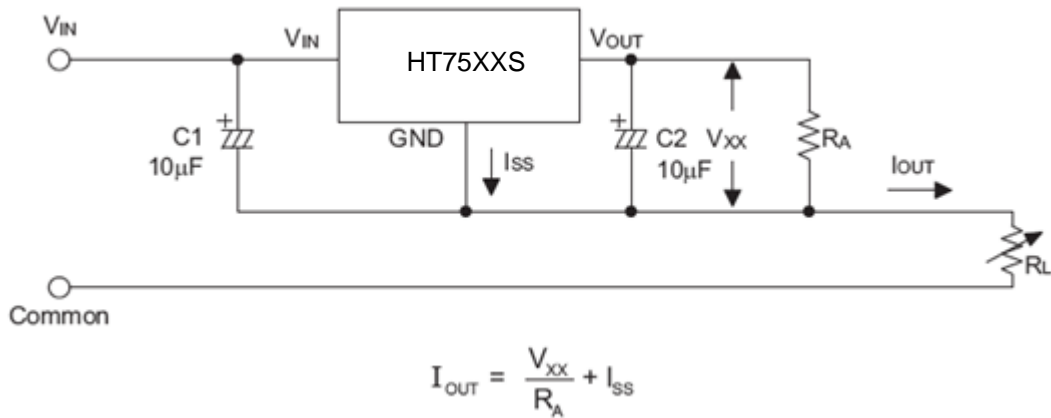 VIN
VIN
HT75XXS
VOUT
GND
C1
10μF
ISS
C2
10μF
VXX
RA
IOUT
RL
Common
IOUT = VXX / RA + ISS